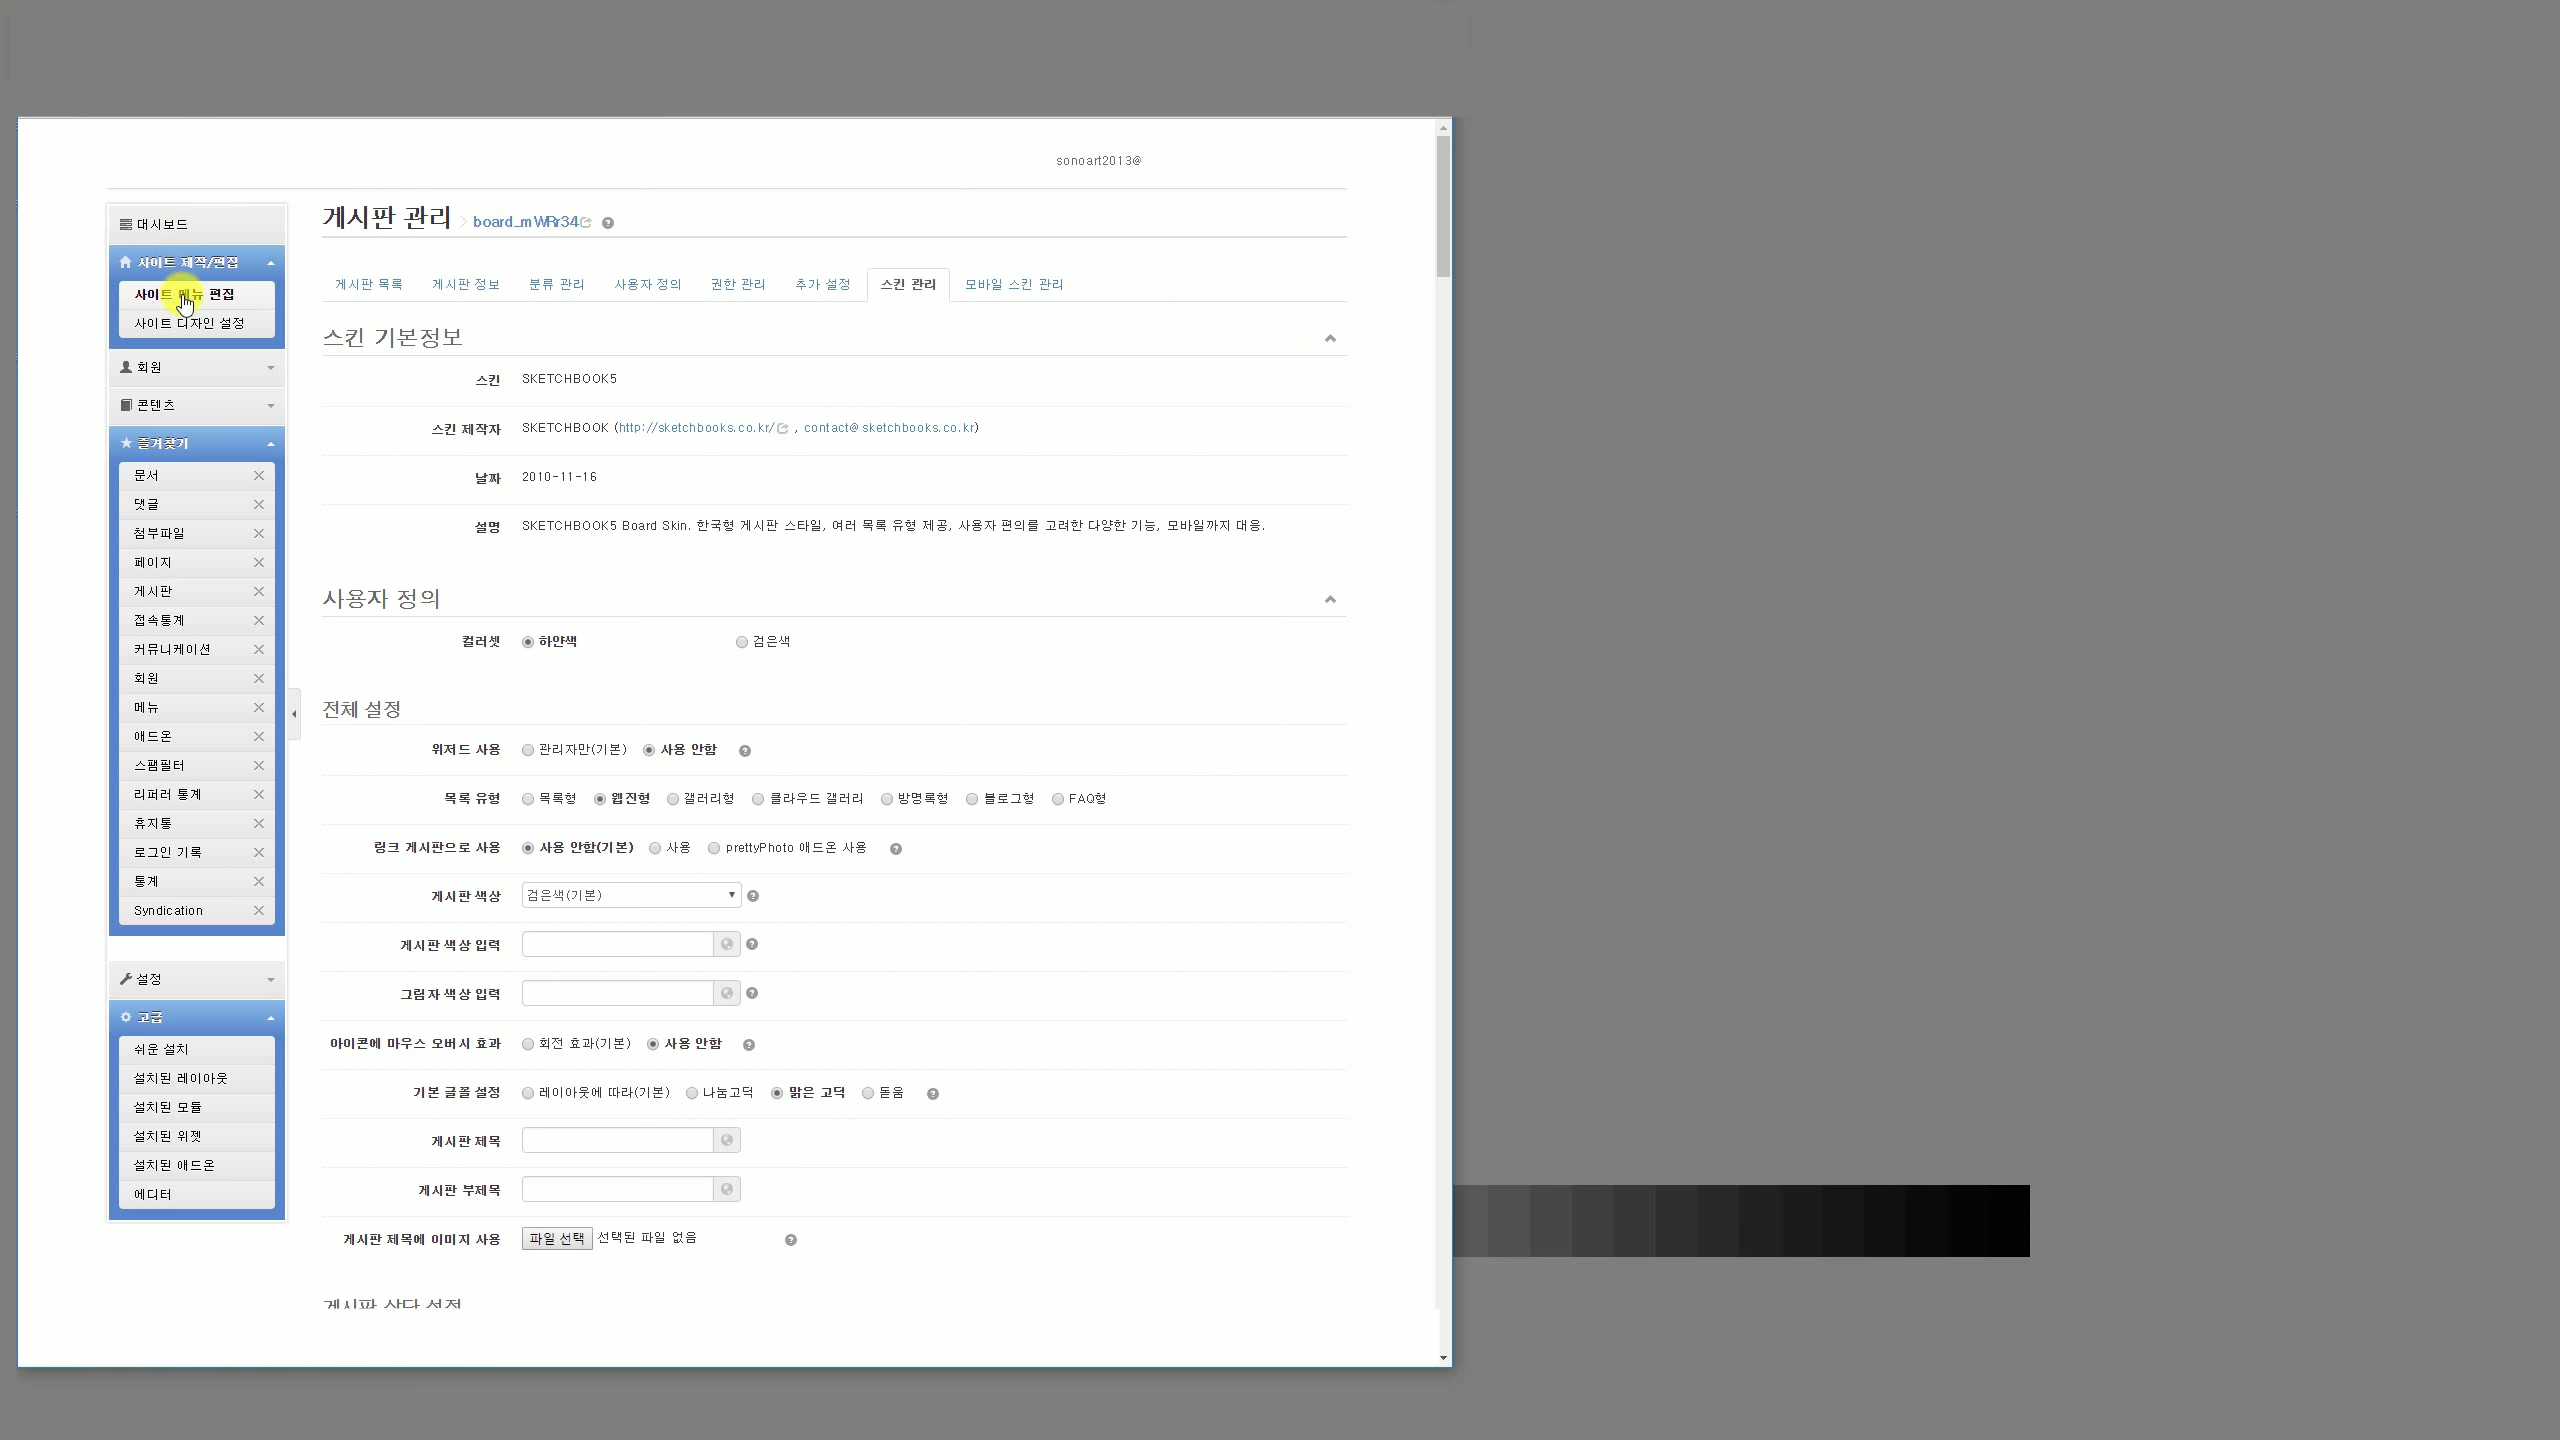 sonoart2013@
대시보드
사이트 제작/편집
사이트 메뉴 편집
사이트 디자인 설정
회원
콘텐츠
즐겨찾기
문서
댓글
첨부파일
페이지
게시판
접속통계
커뮤니케이션
회원
메뉴
애드온
스팸필터
리퍼러 통계
휴지통
로그인 기록
통계
Syndication
설정
고급
쉬운 설치
설치된 레이아웃
설치된 모듈
설치된 위젯
설치된 애드온
에디터
게시판 관리 board_mWRr34
게시판 목록 게시판 정보 분류 관리 사용자 정의 권한 관리 추가 설정 스킨 관리 모바일 스킨 관리
스킨 기본정보
스킨 SKETCHBOOK5
스킨 제작자 SKETCHBOOK (http://sketchbooks.co.kr/ , contact@sketchbooks.co.kr)
날짜 2010-11-16
설명 SKETCHBOOK5 Board Skin. 한국형 게시판 스타일, 여러 목록 유형 제공, 사용자 편의를 고려한 다양한 기능, 모바일까지 대응.
사용자 정의
컬러셋 하얀색 검은색
전체 설정
위저드 사용 관리자만(기본) 사용 안함
목록 유형 목록형 웹진형 갤러리형 클라우드 갤러리 방명록형 블로그형 FAQ형
링크 게시판으로 사용 사용 안함(기본) 사용 prettyPhoto 애드온 사용
게시판 색상 검은색(기본)
게시판 색상 입력
그림자 색상 입력
아이콘에 마우스 오버시 효과 회전 효과(기본) 사용 안함
기본 글꼴 설정 레이아웃에 따라(기본) 나눔고딕 맑은 고딕 돋움
게시판 제목
게시판 부제목
게시판 제목에 이미지 사용 파일 선택 선택된 파일 없음
게시판 상단 설정